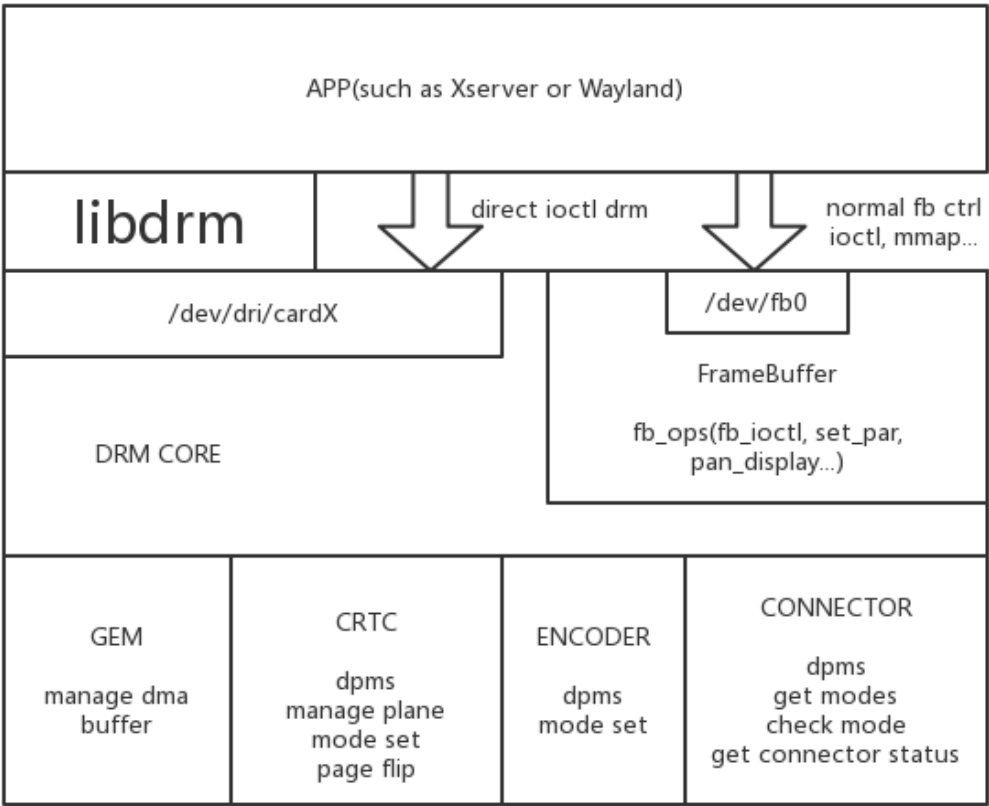 APP(such as Xserver or Wayland)
libdrm
direct ioctl drm
normal fb ctrl
ioctl, mmap...
/dev/dri/cardX
/dev/fb0
FrameBuffer
fb_ops(fb_ioctl, set_par,
pan_display...)
DRM CORE
GEM
manage dma
buffer
CRTC
dpms
manage plane
mode set
page flip
ENCODER
dpms
mode set
CONNECTOR
dpms
get modes
check mode
get connector status